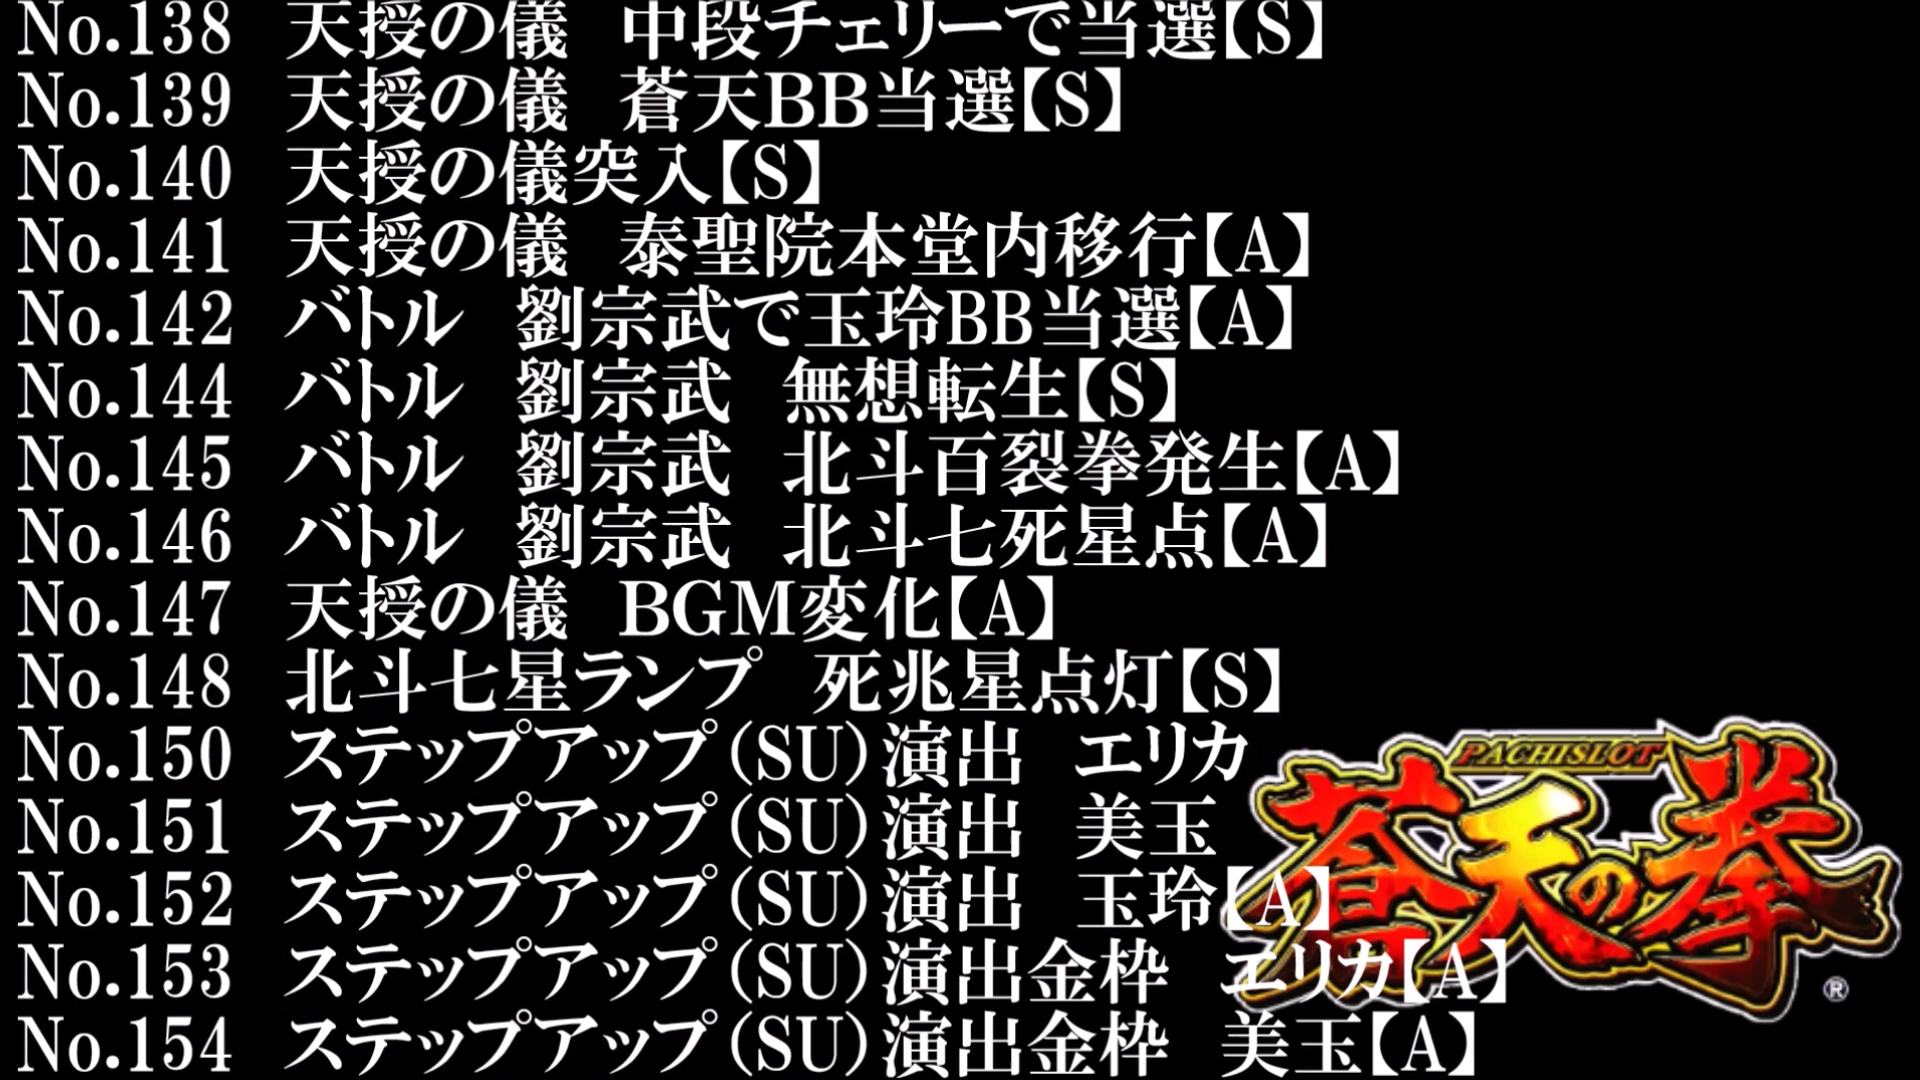 No.138 天授の儀 中段チェリーで当選【S】
No.139 天授の儀 蒼天BB当選【S】
No.140 天授の儀突入【S】
No.141 天授の儀 泰聖院本堂内移行【A】
No.142 バトル 劉宗武で玉玲BB当選【A】
No.144 バトル 劉宗武 無想転生【S】
No.145 バトル 劉宗武 北斗百裂拳発生【A】
No.146 バトル 劉宗武 北斗七死星点【A】
No.147 天授の儀 BGM変化【A】
No.148 北斗七星ランプ 死兆星点灯【S】
No.150 ステップアップ(SU)演出 エリカ
No.151 ステップアップ(SU)演出 美玉
No.152 ステップアップ(SU)演出 玉玲【A】
No.153 ステップアップ(SU)演出金枠 エリカ【A】
No.154 ステップアップ(SU)演出金枠 美玉【A】
PACHISLOT
蒼天の拳
®